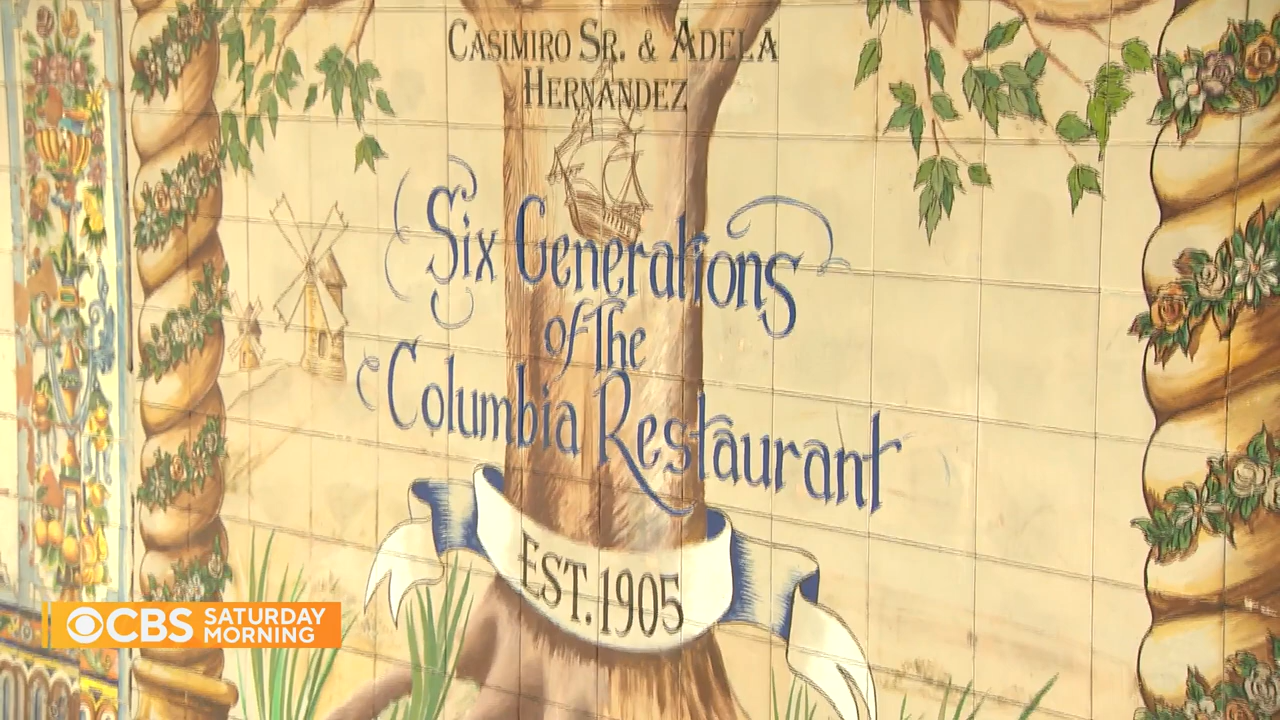 CASIMIRO SR. & ADELA
HERNANDEZ
Six Generations
of The
Columbia Restaurant
EST. 1905
CBS SATURDAY
MORNING